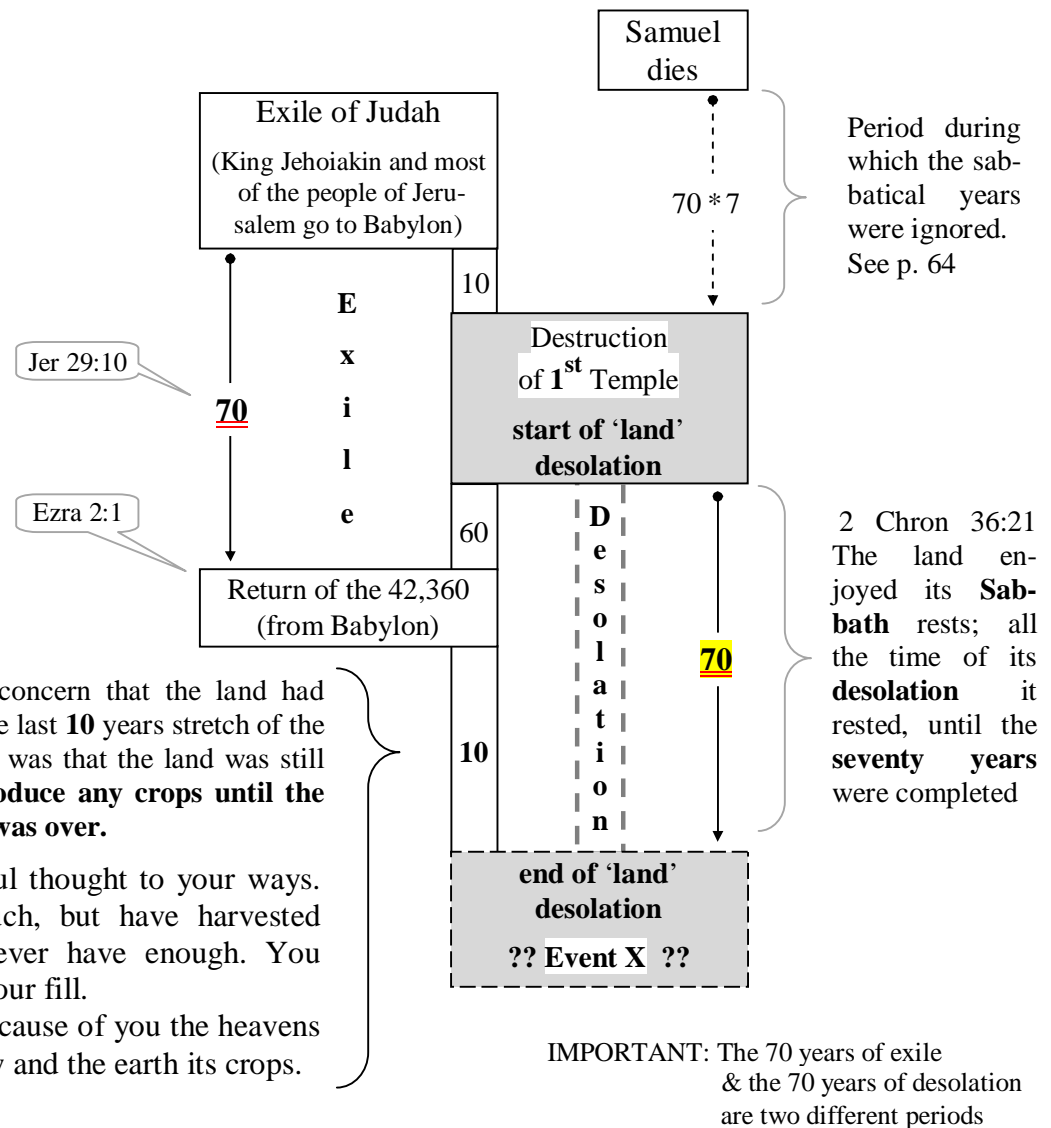 Samuel
dies
Exile of Judah
(King Jehoiakin and most
of the people of Jeru-
salem go to Babylon)
Period during
which the sab-
batical years
were ignored.
See p. 64
70 * 7
10
E
x
i
l
e
Jer 29:10
70
Destruction
of 1st Temple
start of ‘land’
desolation
Ezra 2:1
60
Return of the 42,360
(from Babylon)
D
e
s
o
l
a
t
i
o
n
70
2 Chron 36:21
The land en-
joyed its Sab-
bath rests; all
the time of its
desolation it
rested, until the
seventy years
were completed
concern that the land had
last 10 years stretch of the
was that the land was still
any crops until the
was over.
10
thought to your ways.
but have harvested
have enough. You
fill.
of you the heavens
and the earth its crops.
end of ‘land’
desolation
?? Event X ??
IMPORTANT: The 70 years of exile
& the 70 years of desolation
are two different periods